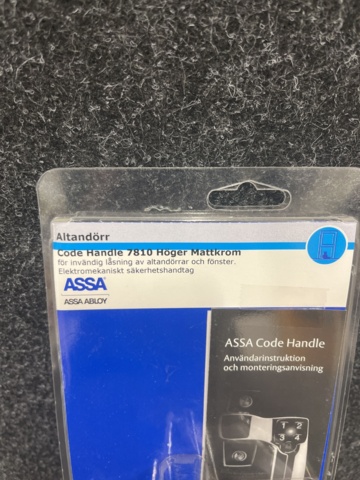 Altandörr
Code Handle 7810 Höger Mattkrom
för invändig låsning av altandörrar och fönster.
Elektromekaniskt säkerhetshandtag
ASSA
ASSA ABLOY
ASSA Code Handle
Användarinstruktion
och monteringsanvisning
1 2
3 4